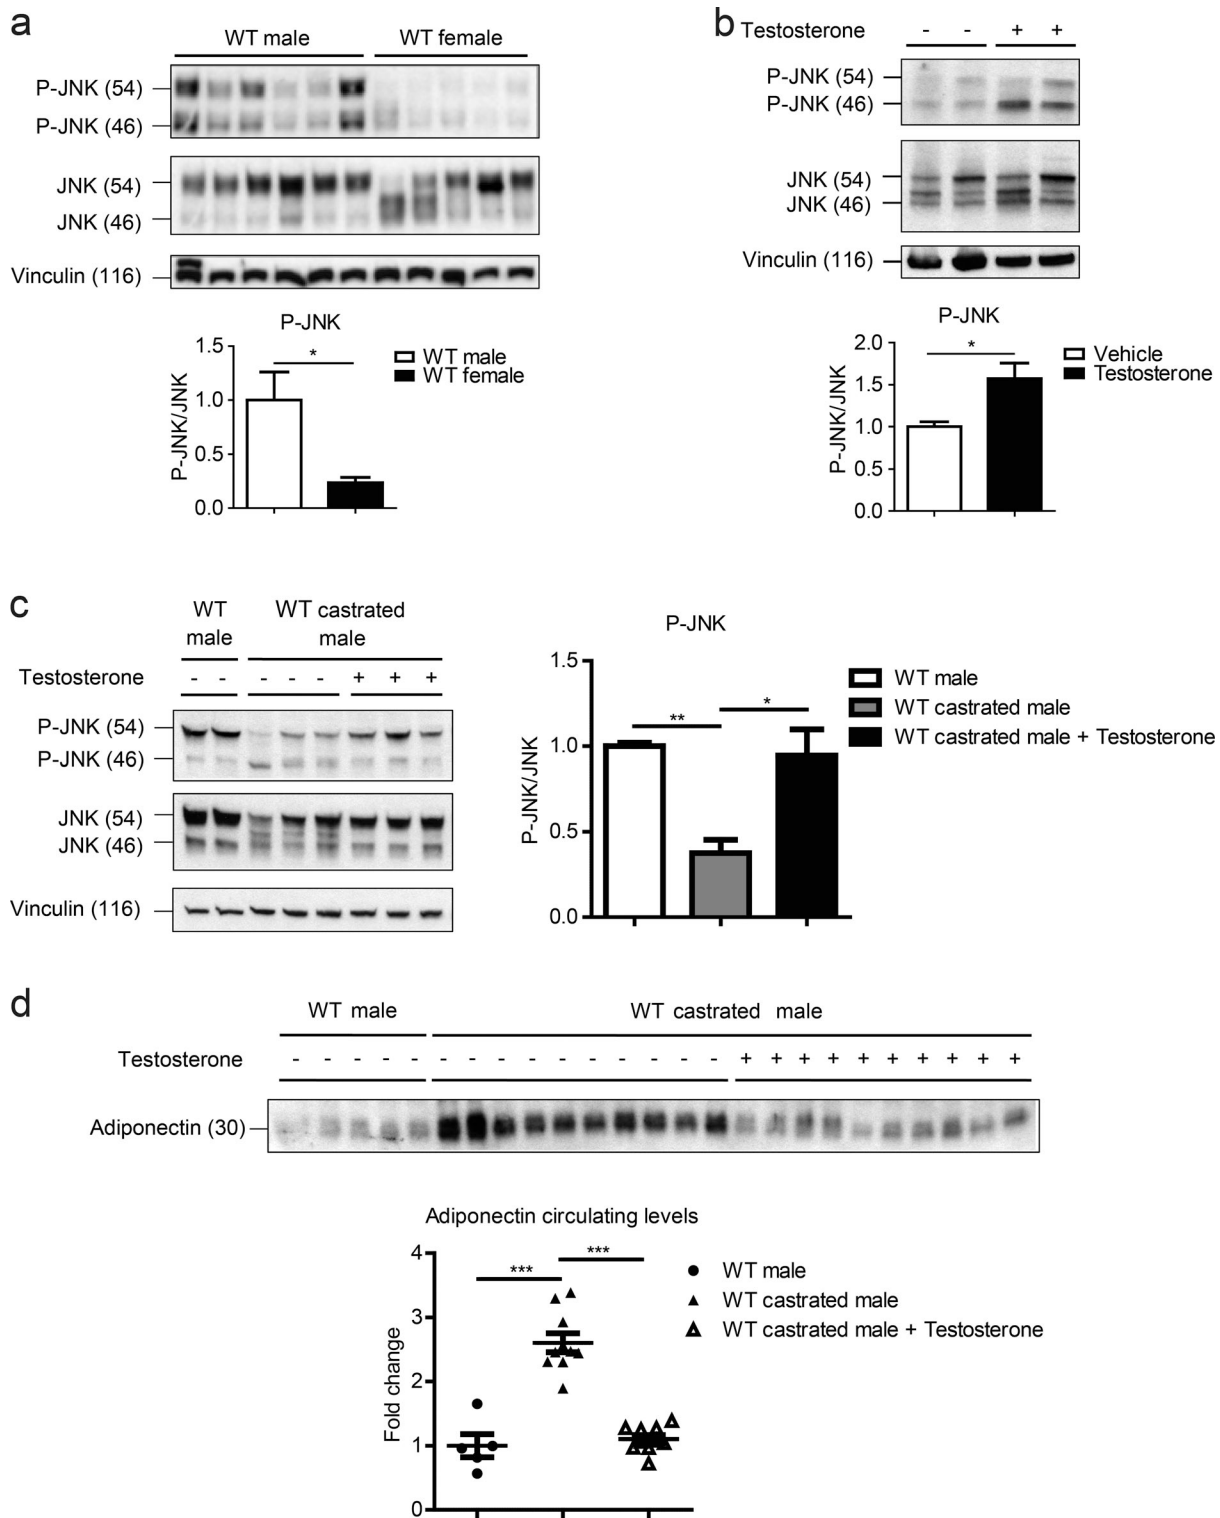 a
WT male WT female
P-JNK (54)
P-JNK (46)
JNK (54)
JNK (46)
Vinculin (116)
P-JNK
*
1.5
1.0
0.5
0.0
P-JNK/JNK
WT male
WT female
b
Testosterone - - + +
P-JNK (54)
P-JNK (46)
JNK (54)
JNK (46)
Vinculin (116)
P-JNK
*
2.0
1.5
1.0
0.5
0.0
P-JNK/JNK
Vehicle
Testosterone
c
WT male
WT castrated male
Testosterone - - - - - + + +
P-JNK (54)
P-JNK (46)
JNK (54)
JNK (46)
Vinculin (116)
P-JNK
** *
1.5
1.0
0.5
0.0
P-JNK/JNK
WT male
WT castrated male
WT castrated male + Testosterone
d
WT male WT castrated male
Testosterone - - - - - - - - - - - - - - - + + + + + + + + + +
Adiponectin (30)
Adiponectin circulating levels
*** ***
4
3
2
1
0
Fold change
WT male
WT castrated male
WT castrated male + Testosterone